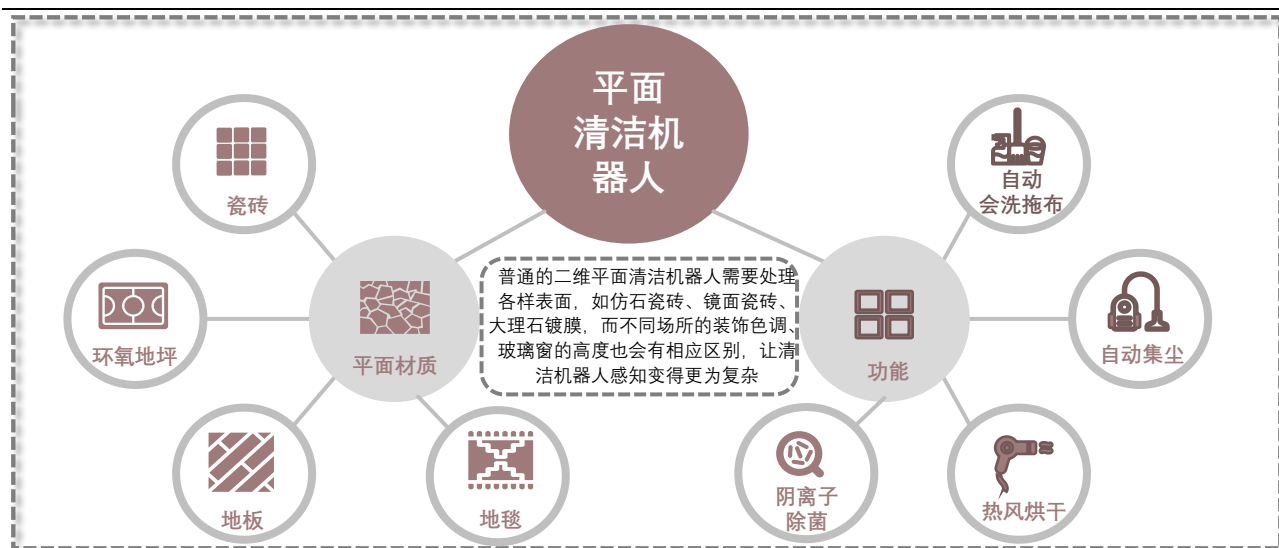 平面
清洁机
器人
瓷砖
环氧地坪
地板
地毯
平面材质
普通的二维平面清洁机器人需要处理
各样表面，如仿石瓷砖、镜面瓷砖、
大理石镀膜，而不同场所的装饰色调、
玻璃窗的高度也会有相应区别，让清
洁机器人感知变得更为复杂
功能
自动
会洗拖布
自动集尘
热风烘干
阴离子
除菌